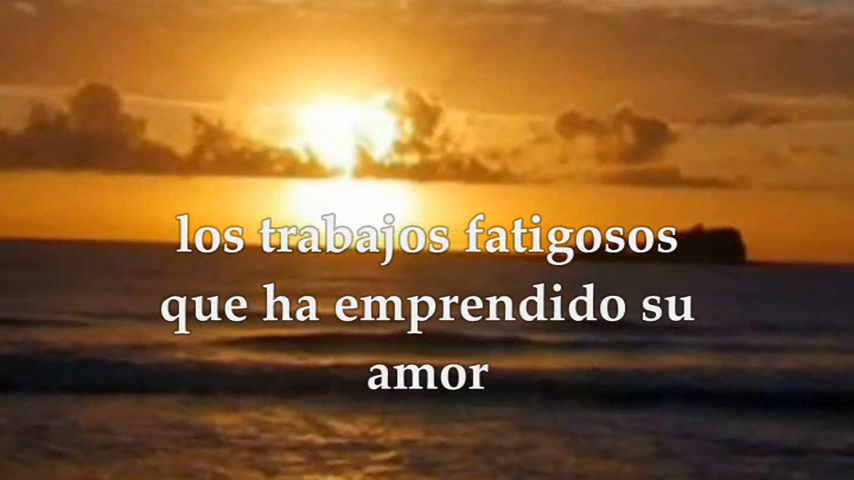 los trabajos fatigosos
que ha emprendido su
amor